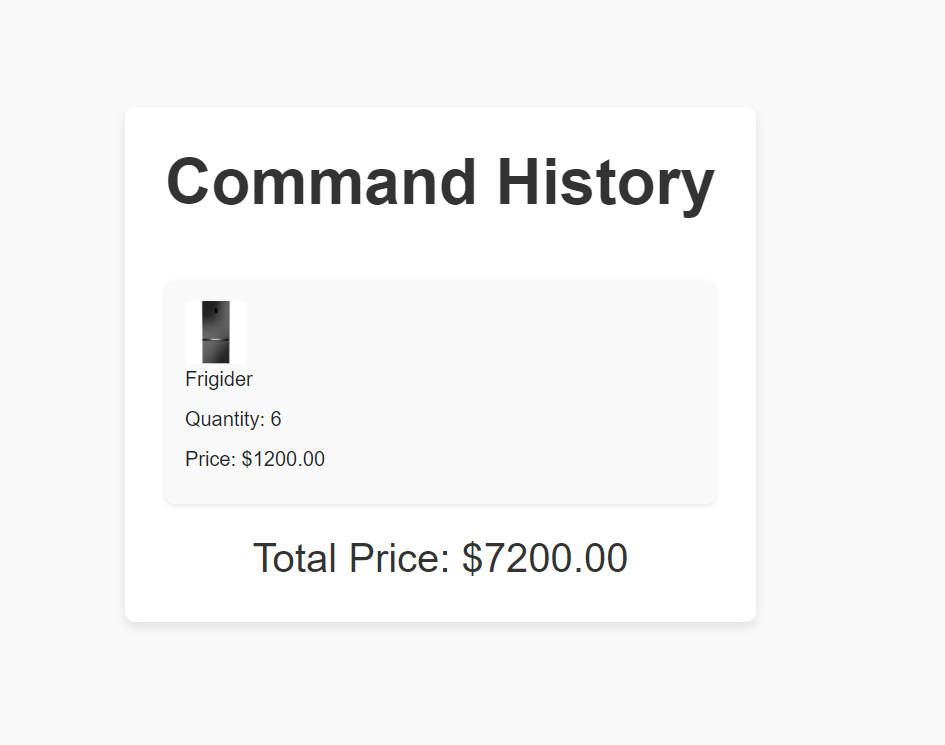 Command History
Frigider
Quantity: 6
Price: $1200.00
Total Price: $7200.00